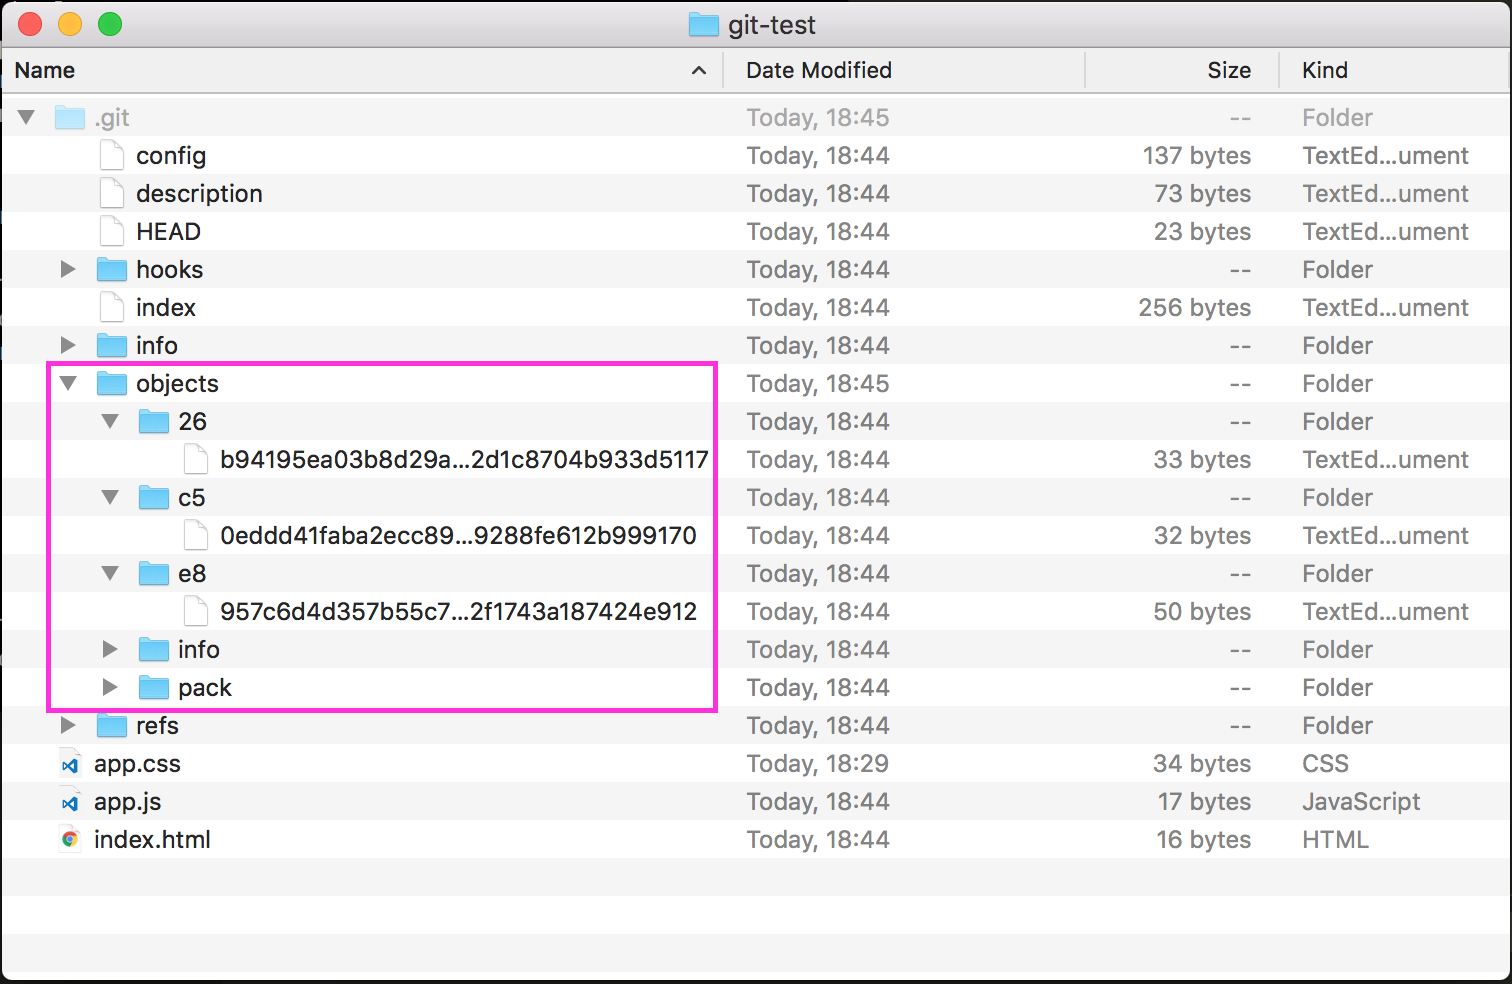 git-test
Name Date Modified Size Kind
.git Today, 18:45 -- Folder
config Today, 18:44 137 bytes TextEd...ument
description Today, 18:44 73 bytes TextEd...ument
HEAD Today, 18:44 23 bytes TextEd...ument
hooks Today, 18:44 -- Folder
index Today, 18:44 256 bytes TextEd...ument
info Today, 18:44 -- Folder
objects Today, 18:45 -- Folder
26 Today, 18:44 -- Folder
b94195ea03b8d29a...2d1c8704b933d5117 Today, 18:44 33 bytes TextEd...ument
c5 Today, 18:44 -- Folder
0eddd41faba2ecc89...9288fe612b999170 Today, 18:44 32 bytes TextEd...ument
e8 Today, 18:44 -- Folder
957c6d4d357b55c7...2f1743a187424e912 Today, 18:44 50 bytes TextEd...ument
info Today, 18:44 -- Folder
pack Today, 18:44 -- Folder
refs Today, 18:44 -- Folder
app.css Today, 18:29 34 bytes CSS
app.js Today, 18:44 17 bytes JavaScript
index.html Today, 18:44 16 bytes HTML